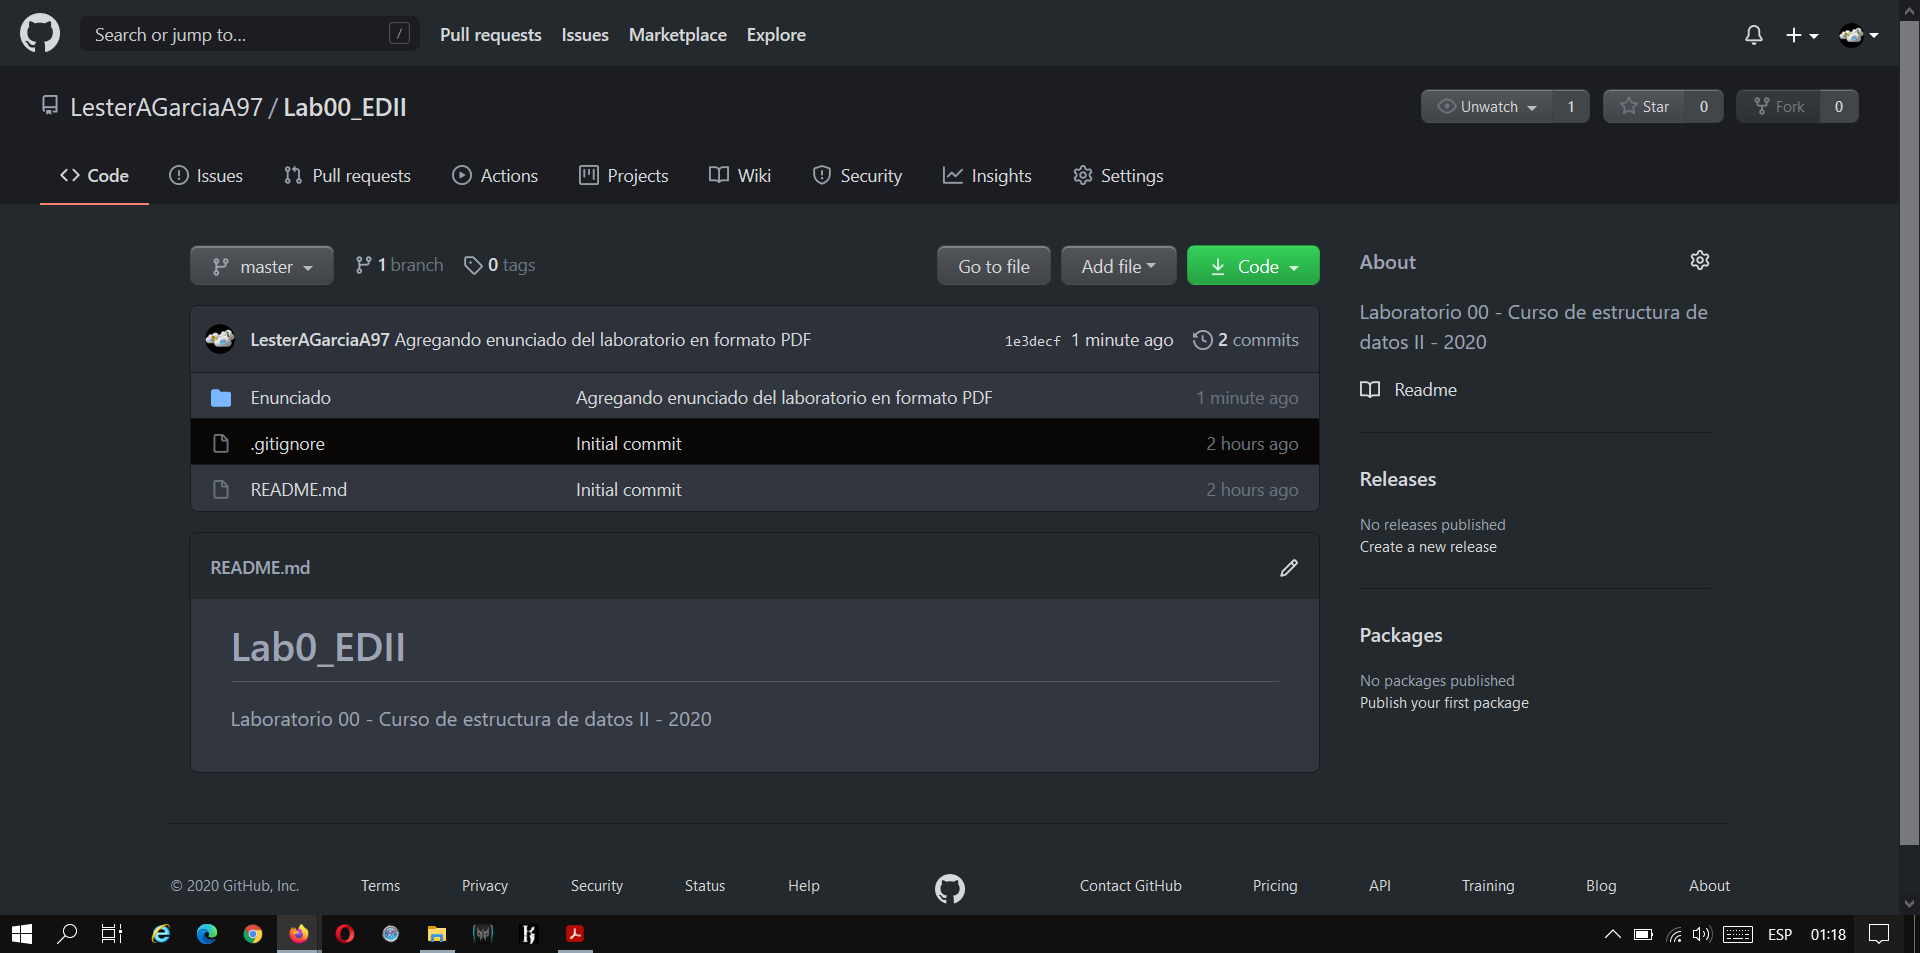 Search or jump to...
/
Pull requests
Issues
Marketplace
Explore
LesterAGarciaA97 / Lab00_EDII
Unwatch 1
Star 0
Fork 0
Code
Issues
Pull requests
Actions
Projects
Wiki
Security
Insights
Settings
master
1 branch
0 tags
Go to file
Add file
Code
LesterAGarciaA97 Agregando enunciado del laboratorio en formato PDF 1e3decf 1 minute ago 2 commits
Enunciado Agregando enunciado del laboratorio en formato PDF 1 minute ago
.gitignore Initial commit 2 hours ago
README.md Initial commit 2 hours ago
README.md
Lab0_EDII
Laboratorio 00 - Curso de estructura de datos II - 2020
About
Laboratorio 00 - Curso de estructura de
datos II - 2020
Readme
Releases
No releases published
Create a new release
Packages
No packages published
Publish your first package
© 2020 GitHub, Inc.
Terms
Privacy
Security
Status
Help
Contact GitHub
Pricing
API
Training
Blog
About
ESP
01:18